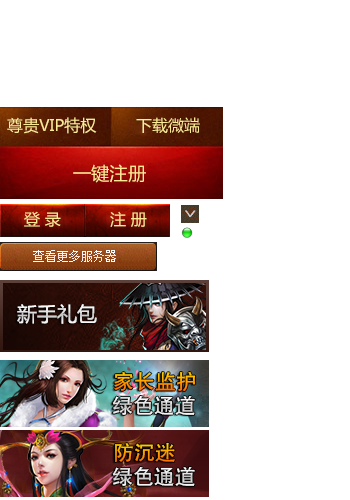 尊贵VIP特权 下载微端
一键注册
登 录 注 册
查看更多服务器
新手礼包
家长监护
绿色通道
防沉迷
绿色通道